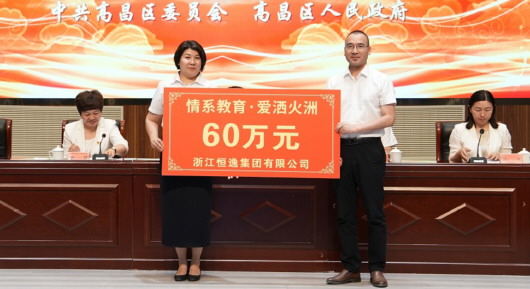 中共高昌区委员会 高昌区人民政府
情系教育·爱洒火洲
60万元
浙江恒逸集团有限公司